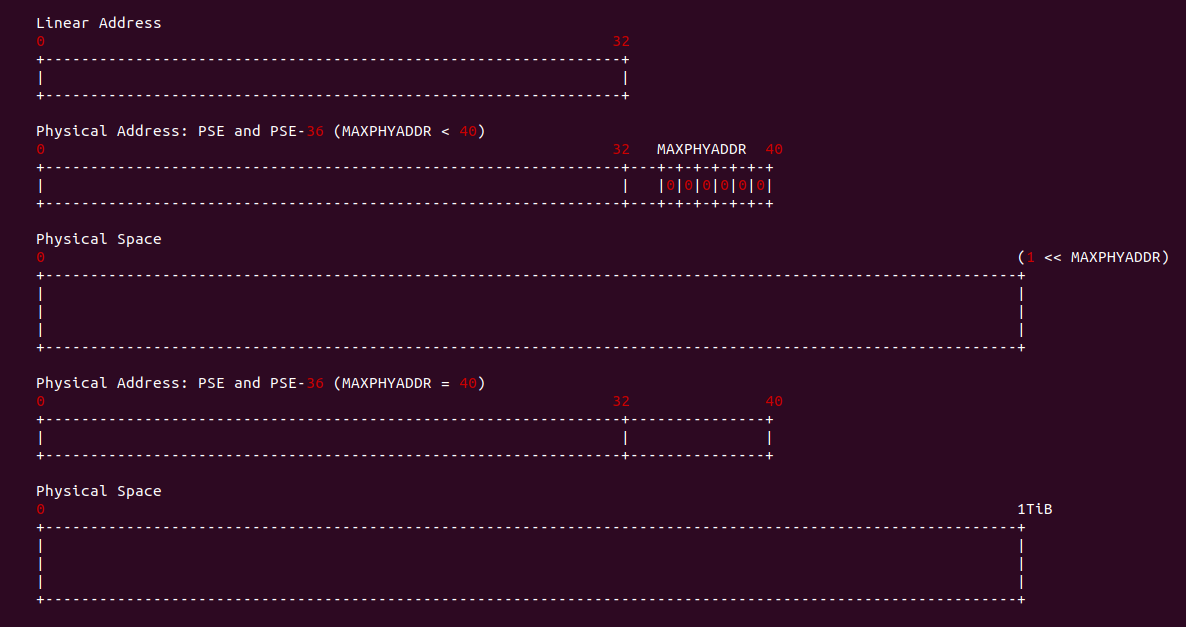 Linear Address
0                                                               32
+----------------------------------------------------------------+
|                                                                |
+----------------------------------------------------------------+
Physical Address: PSE and PSE-36 (MAXPHYADDR < 40)
0                                                               32   MAXPHYADDR  40
+----------------------------------------------------------------+---+-+-+-+-+-+-+
|                                                                |   |0|0|0|0|0|0|
+----------------------------------------------------------------+---+-+-+-+-+-+-+
Physical Space
0                                                                                                            (1 << MAXPHYADDR)
+------------------------------------------------------------------------------------------------------------+
|                                                                                                            |
|                                                                                                            |
|                                                                                                            |
+------------------------------------------------------------------------------------------------------------+
Physical Address: PSE and PSE-36 (MAXPHYADDR = 40)
0                                                               32               40
+----------------------------------------------------------------+---------------+
|                                                                |               |
+----------------------------------------------------------------+---------------+
Physical Space
0                                                                                                            1TiB
+------------------------------------------------------------------------------------------------------------+
|                                                                                                            |
|                                                                                                            |
|                                                                                                            |
+------------------------------------------------------------------------------------------------------------+